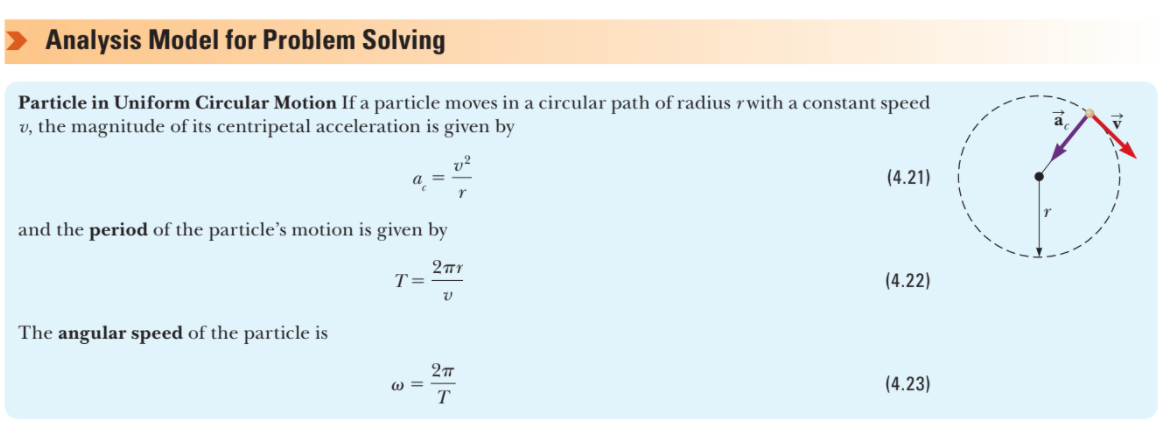 Analysis Model for Problem Solving
Particle in Uniform Circular Motion If a particle moves in a circular path of radius r with a constant speed
v, the magnitude of its centripetal acceleration is given by
a_c = v²/r (4.21)
and the period of the particle's motion is given by
T = 2πr/v (4.22)
The angular speed of the particle is
ω = 2π/T (4.23)
a⃗_c
v⃗
r